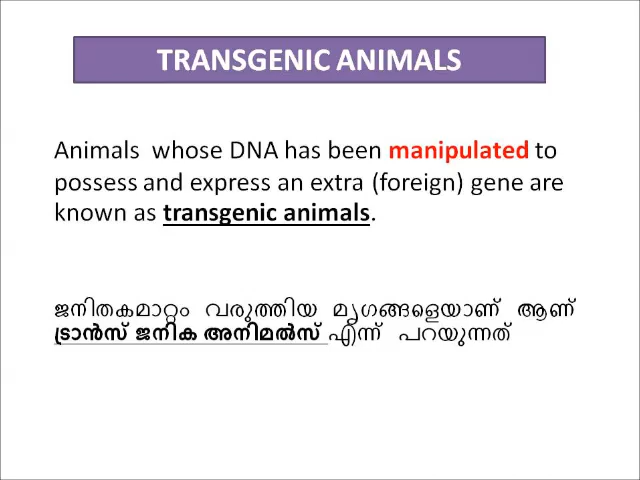 TRANSGENIC ANIMALS
Animals whose DNA has been manipulated to
possess and express an extra (foreign) gene are
known as transgenic animals.
ജനിതകമാറ്റം വരുത്തിയ മൃഗങ്ങളെയാണ് ആണ്
ട്രാൻസ് ജനിക അനിമൽസ് എന്ന് പറയുന്നത്